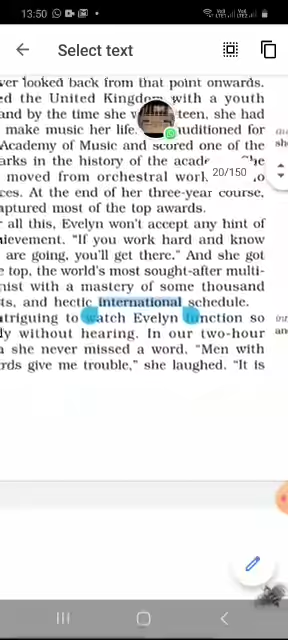 13:50
Select text
ver looked back from that point onwards.
ed the United Kingdom with a youth
and by the time she w teen, she had
make music her life. uditioned for
Academy of Music and scored one of the
arks in the history of the acade he
moved from orchestral work o
20/150
ces. At the end of her three-year course,
aptured most of the top awards.
r all this, Evelyn won't accept any hint of
hievement. "If you work hard and know
are going, you'll get there." And she got
e top, the world's most sought-after multi-
nist with a mastery of some thousand
ts, and hectic international schedule.
ntriguing to watch Evelyn function so
ly without hearing. In our two-hour
n she never missed a word. "Men with
rds give me trouble," she laughed. "It is